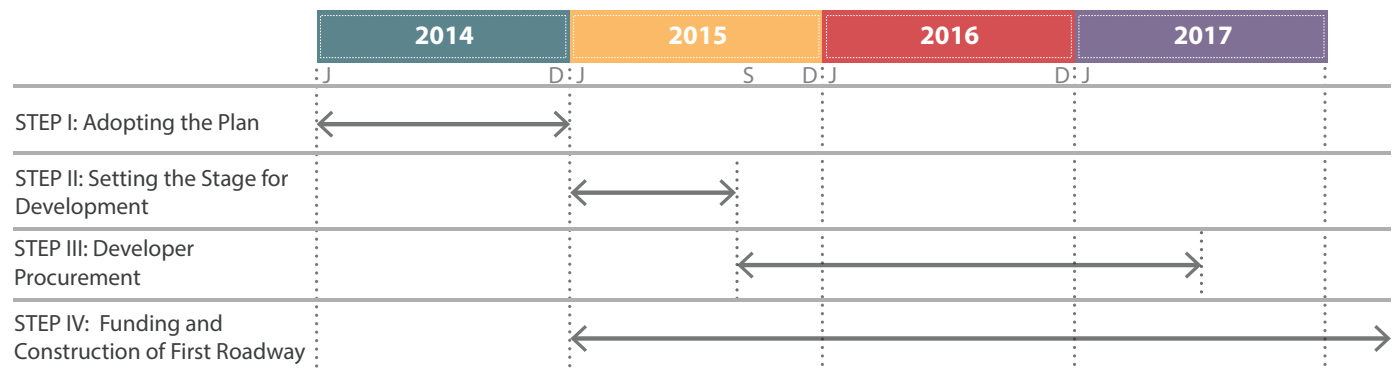 2014 2015 2016 2017
J D J S D J D J
STEP I: Adopting the Plan
STEP II: Setting the Stage for
Development
STEP III: Developer
Procurement
STEP IV:  Funding and
Construction of First Roadway